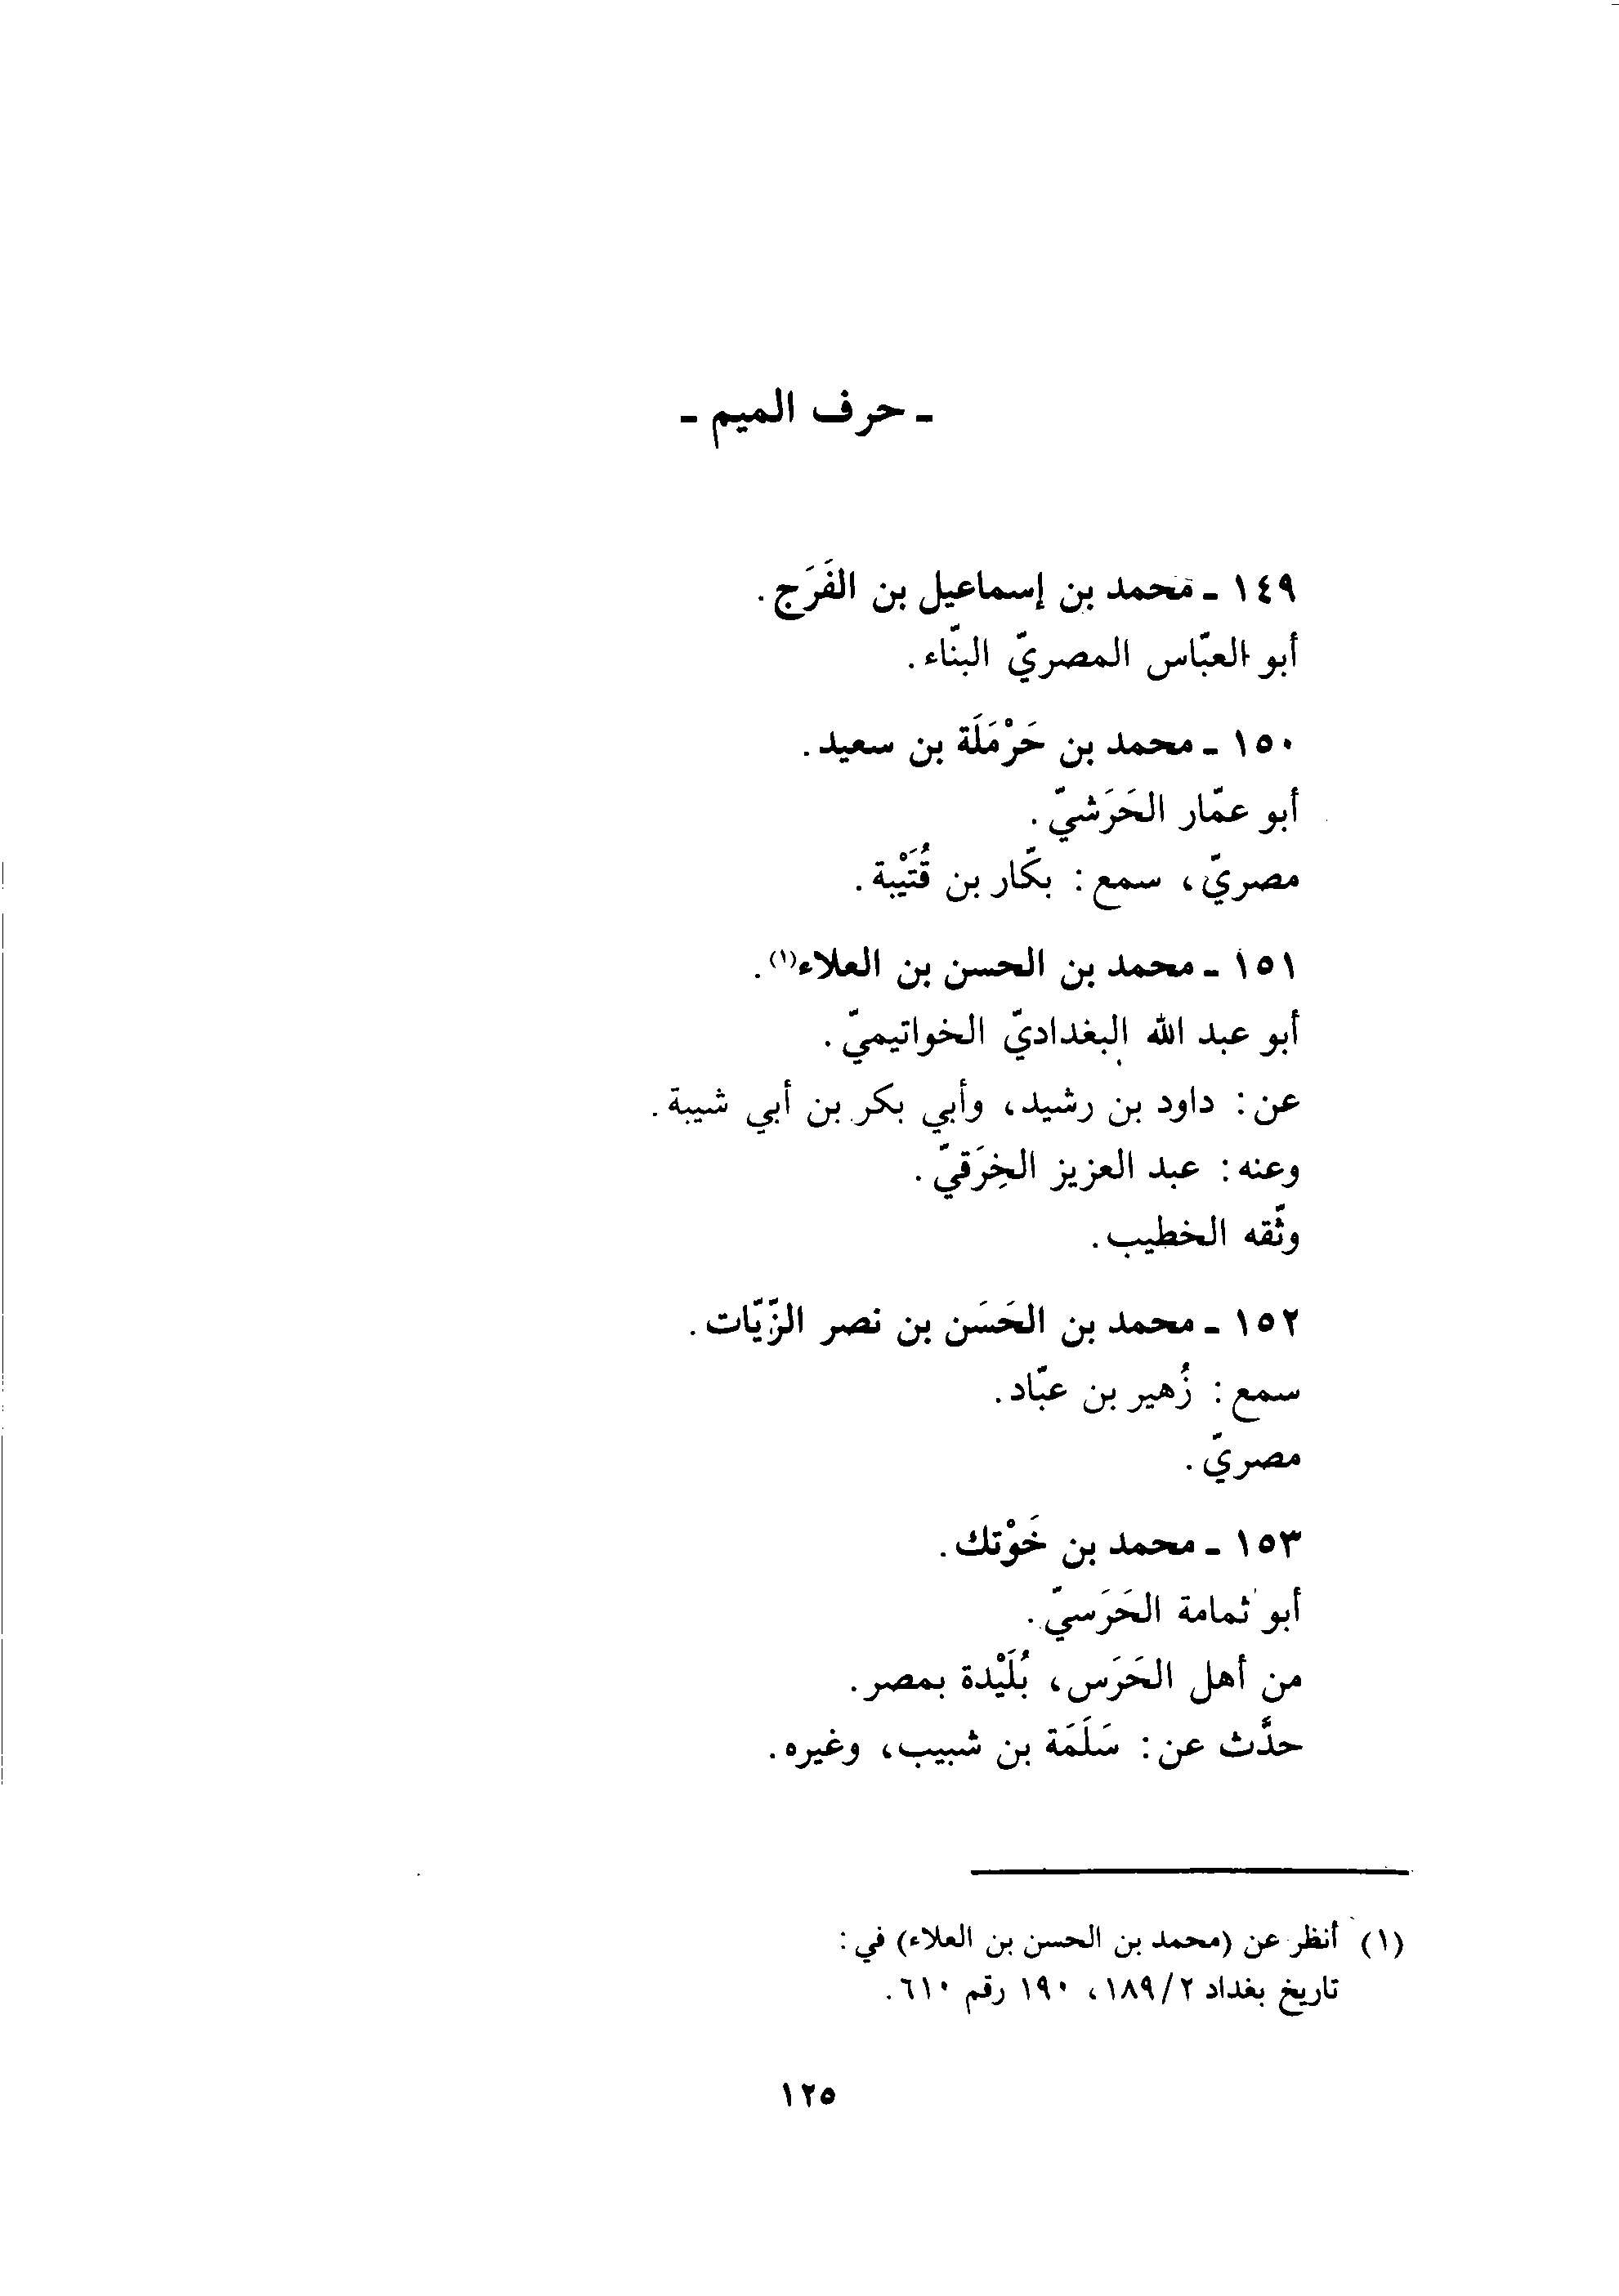 ـ حرف الميم ـ
١٤٩ ـ محمد بن إسماعيل بن الفَرَج.
أبو العبّاس المصريّ البنّاء.
١٥٠ ـ محمد بن حَرْمَلَة بن سعيد.
أبو عمّار الحَرَشيّ.
مصريّ، سمع: بكّار بن قُتَيْبة.
١٥١ ـ محمد بن الحسن بن العلاء(١).
أبو عبد الله البغداديّ الخواتيميّ.
عن: داود بن رشيد، وأبي بكر بن أبي شيبة.
وعنه: عبد العزيز الخِرَقيّ.
وثّقه الخطيب.
١٥٢ ـ محمد بن الحَسَن بن نصر الزّيّات.
سمع: زُهير بن عبّاد.
مصريّ.
١٥٣ ـ محمد بن خَوْتك.
أبو ثمامة الحَرَسيّ.
من أهل الحَرَس، بُلَيْدة بمصر.
حدَّث عن: سَلَمَة بن شبيب، وغيره.
(١) أنظر عن (محمد بن الحسن بن العلاء) في:
تاريخ بغداد ٢/١٨٩، ١٩٠ رقم ٦١٠.
١٢٥